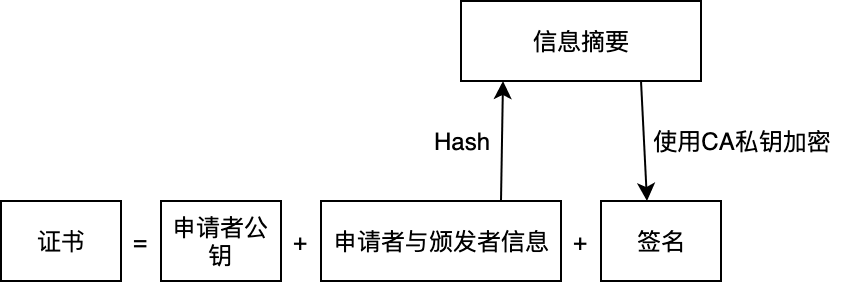 信息摘要
Hash
使用CA私钥加密
证书
=
申请者公
钥
+
申请者与颁发者信息
+
签名